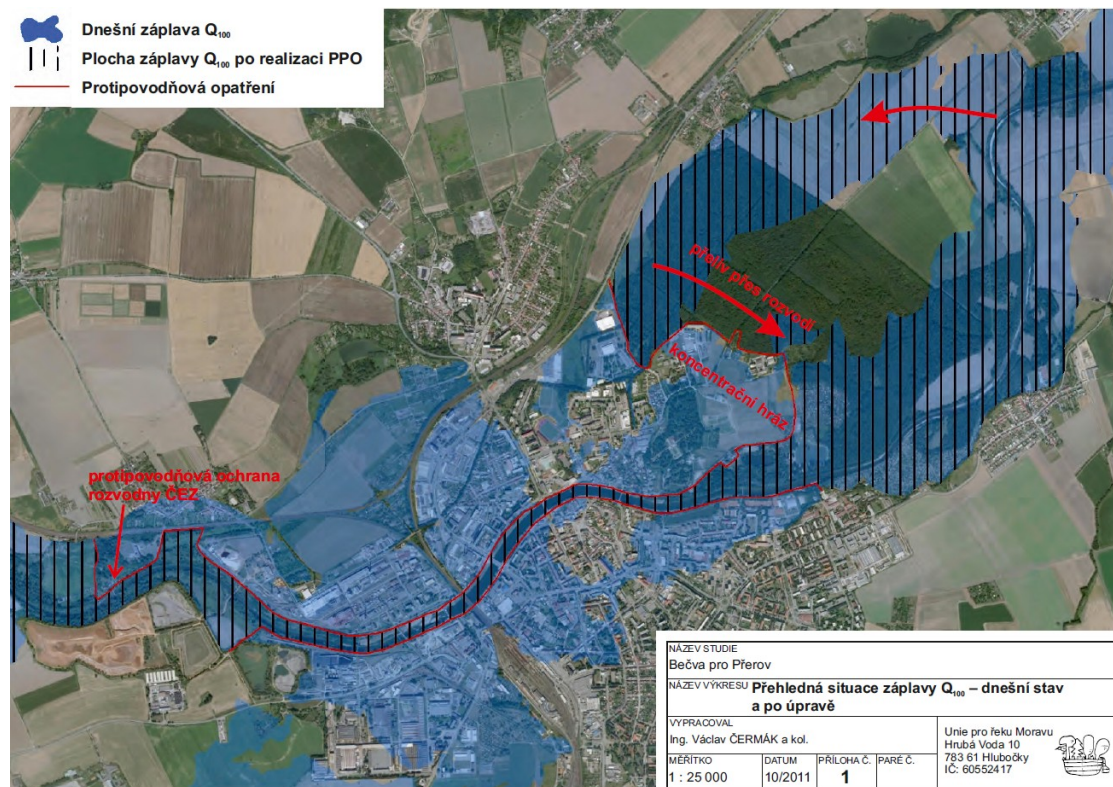 Dnešní záplava Q₁₀₀
Plocha záplavy Q₁₀₀ po realizaci PPO
Protipovodňová opatření
přeliv přes rozvodí
koncentrační hráz
protipovodňová ochrana
rozvodny ČEZ
NÁZEV STUDIE
Bečva pro Přerov
NÁZEV VÝKRESU Přehledná situace záplavy Q₁₀₀ – dnešní stav
a po úpravě
VYPRACOVAL
Ing. Václav ČERMÁK a kol.
MĚŘÍTKO
1 : 25 000
DATUM
10/2011
PŘÍLOHA Č.
1
PARÉ Č.
Unie pro řeku Moravu
Hrubá Voda 10
783 61 Hlubočky
IČ: 60552417